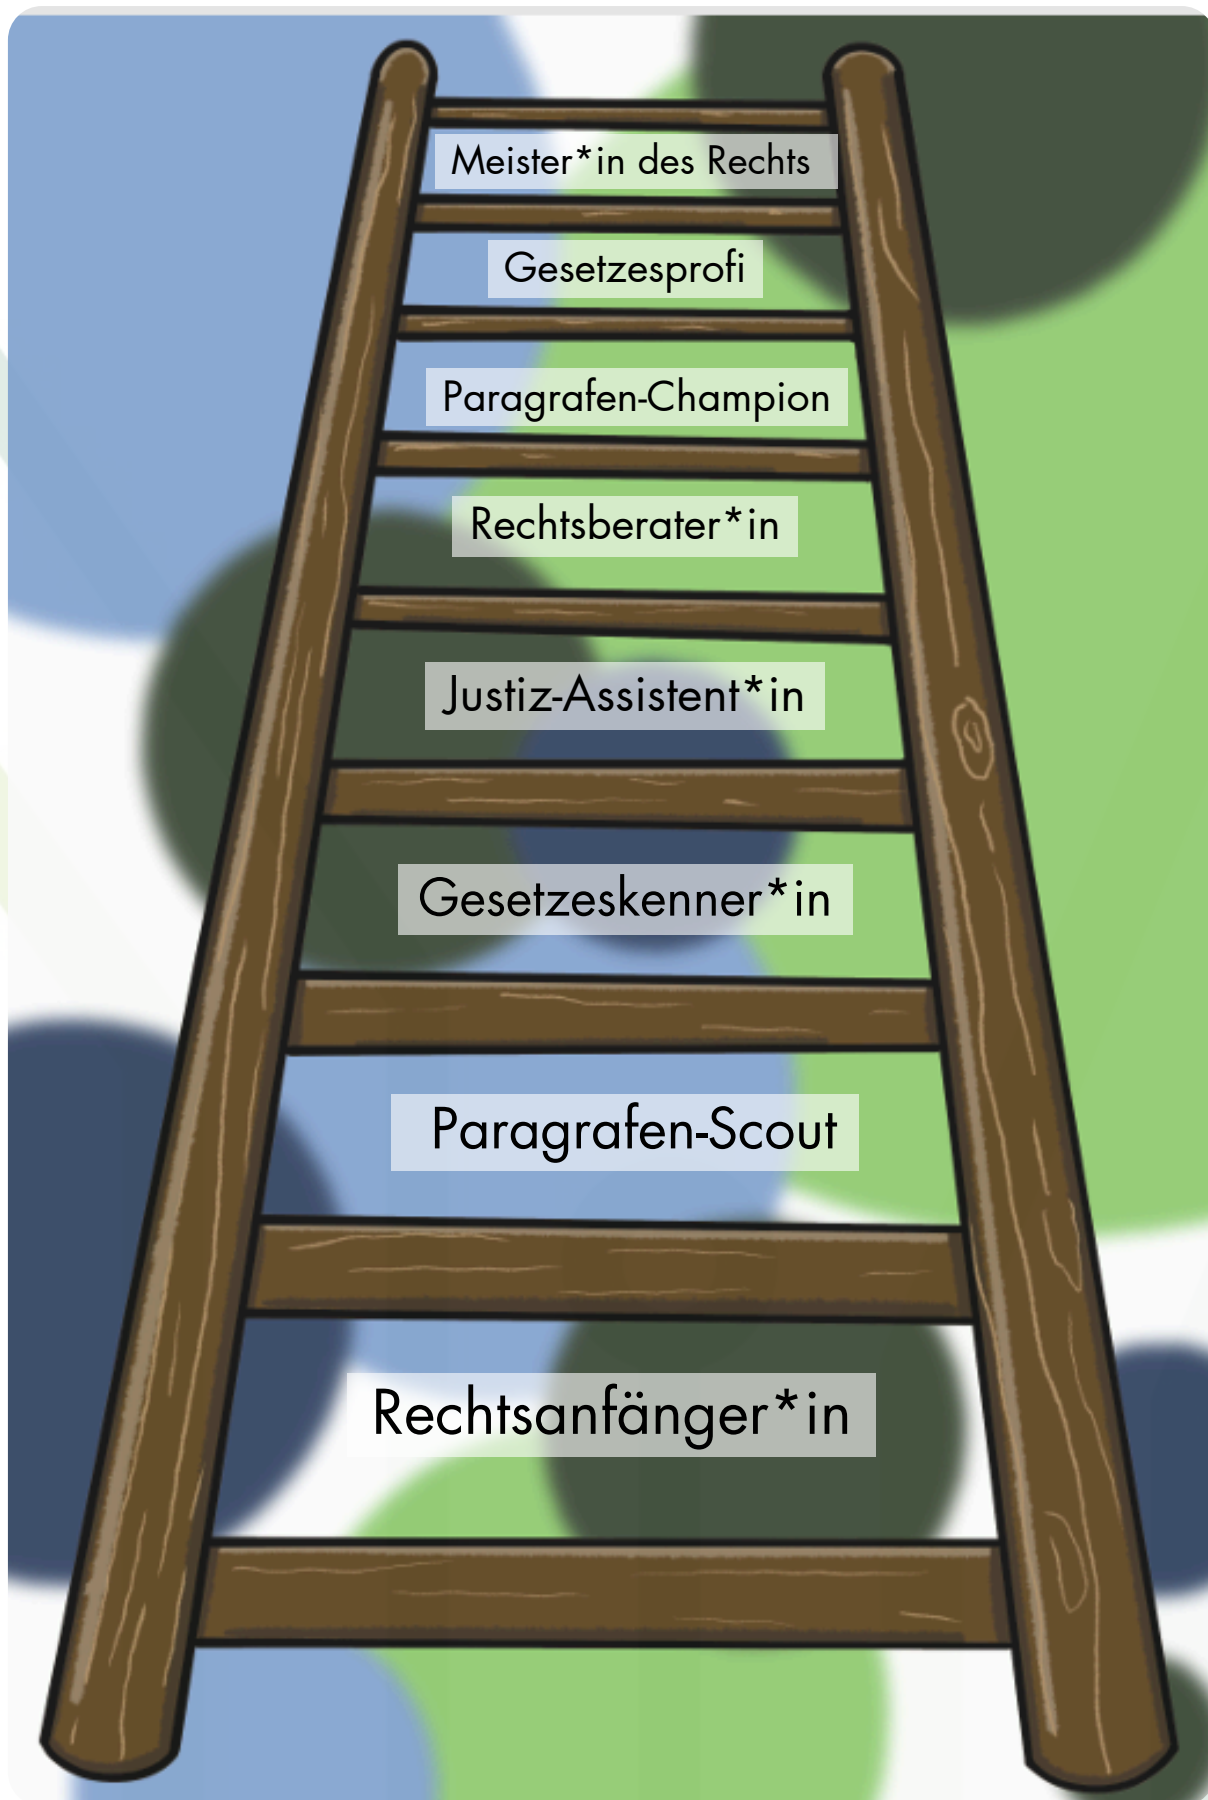 Meister*in des Rechts
Gesetzesprofi
Paragrafen-Champion
Rechtsberater*in
Justiz-Assistent*in
Gesetzeskenner*in
Paragrafen-Scout
Rechtsanfänger*in